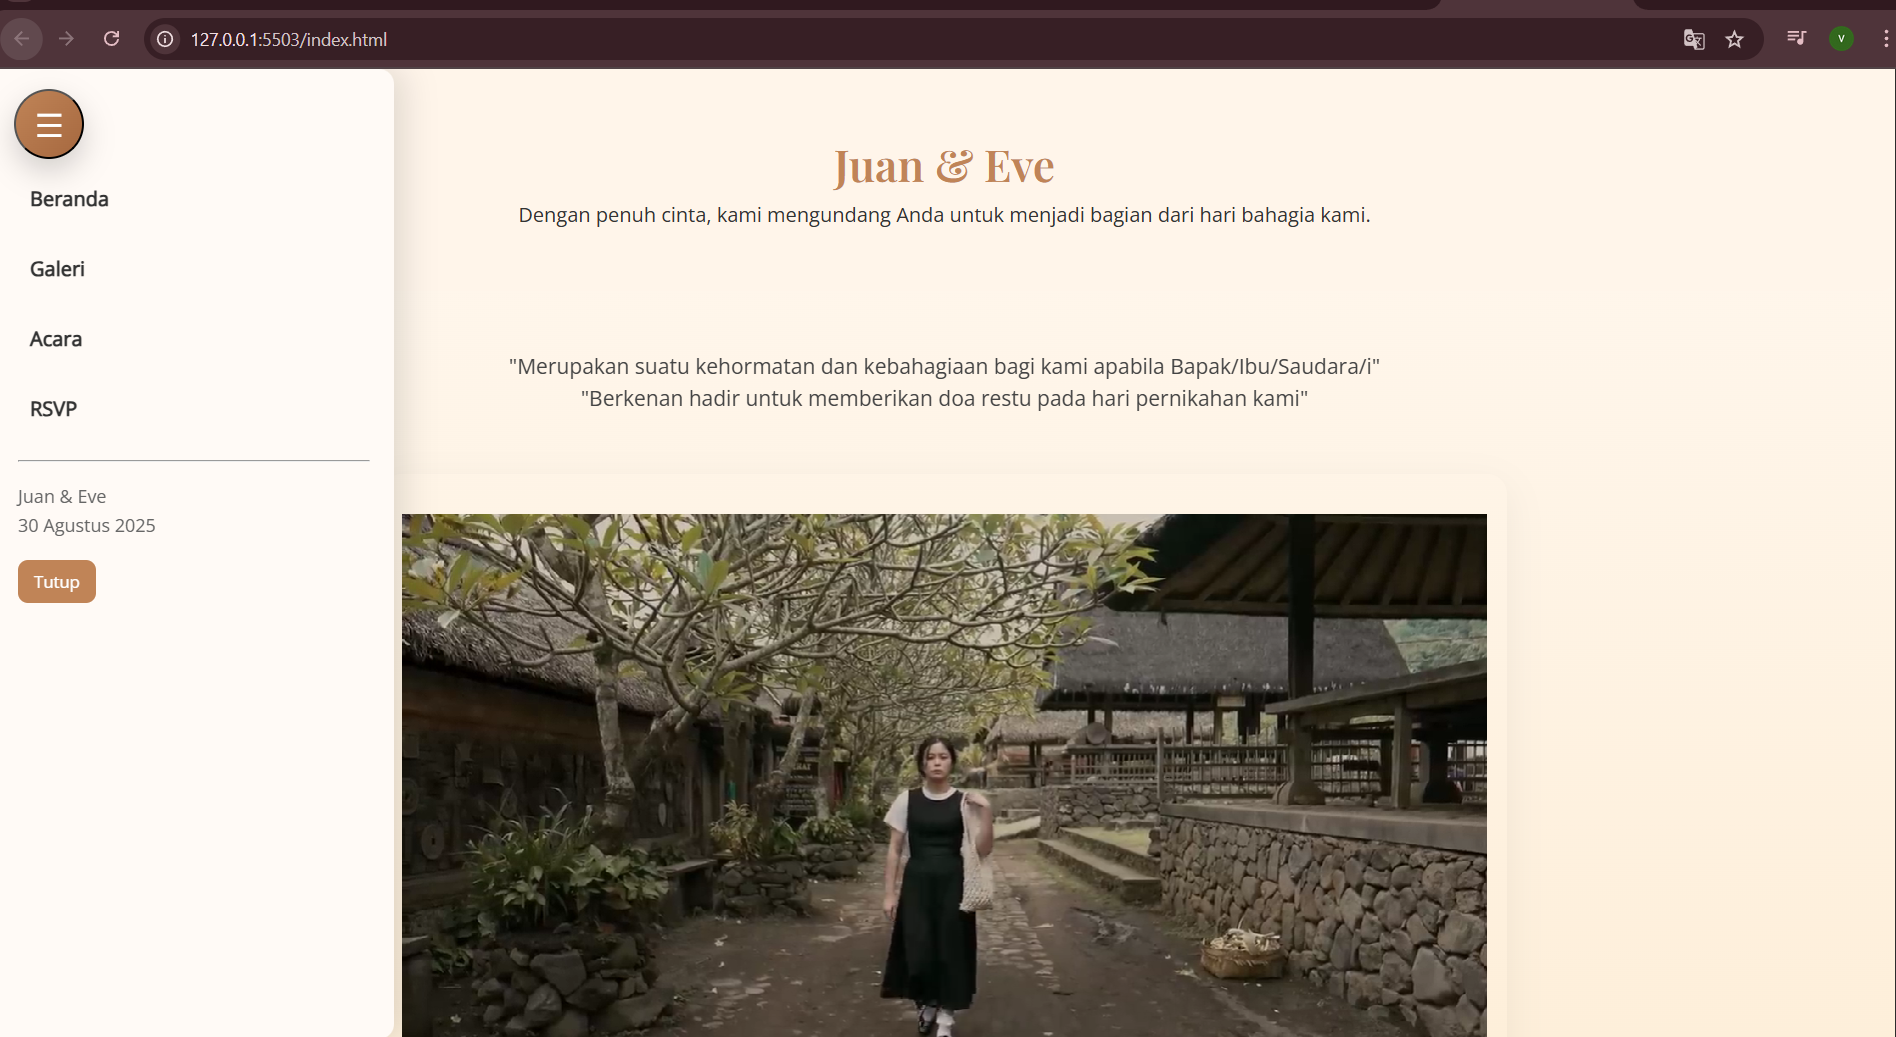 127.0.0.1:5503/index.html
V
☰
Beranda
Galeri
Acara
RSVP
Juan & Eve
30 Agustus 2025
Tutup
Juan & Eve
Dengan penuh cinta, kami mengundang Anda untuk menjadi bagian dari hari bahagia kami.
"Merupakan suatu kehormatan dan kebahagiaan bagi kami apabila Bapak/Ibu/Saudara/i"
"Berkenan hadir untuk memberikan doa restu pada hari pernikahan kami"